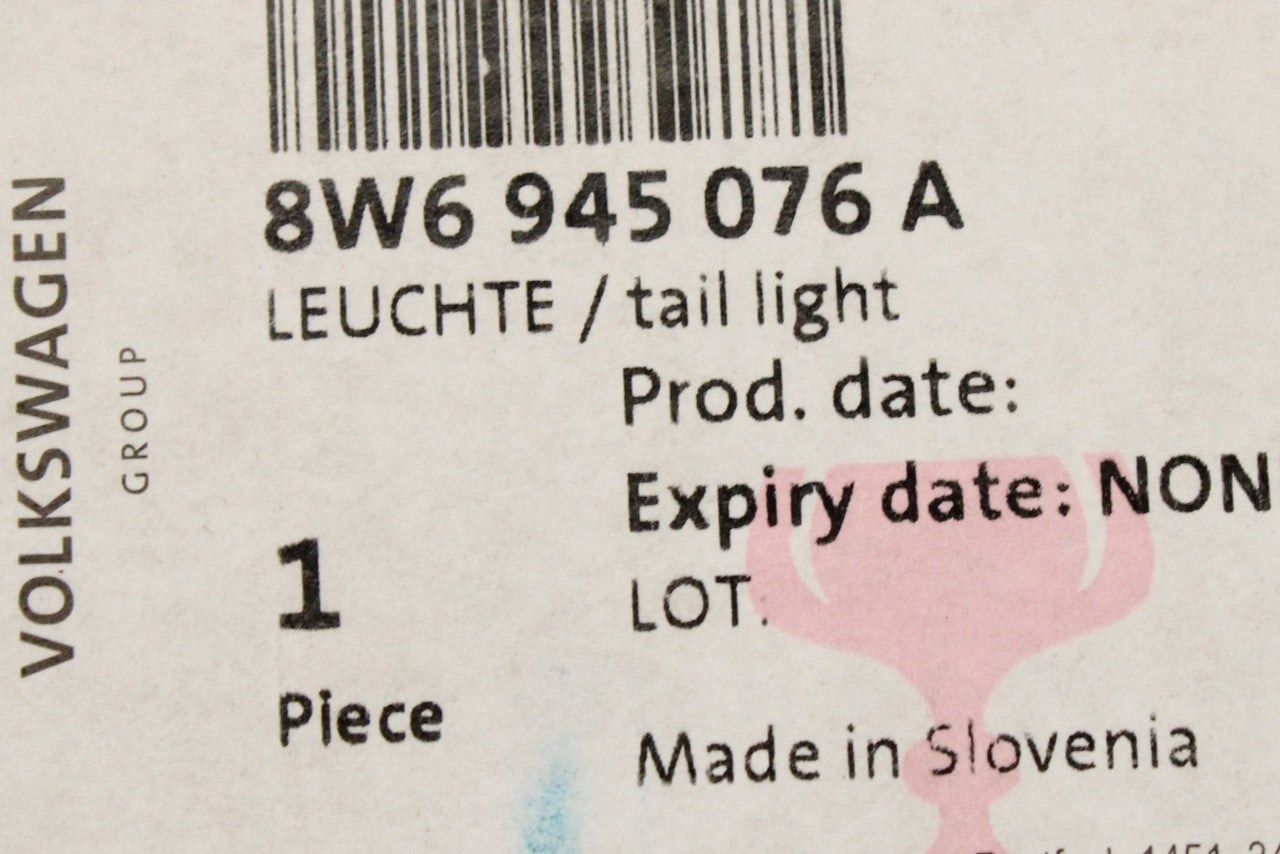 VOLKSWAGEN
GROUP
8W6 945 076 A
LEUCHTE / tail light
Prod. date:
Expiry date: NON
1
LOT.
Piece
Made in Slovenia